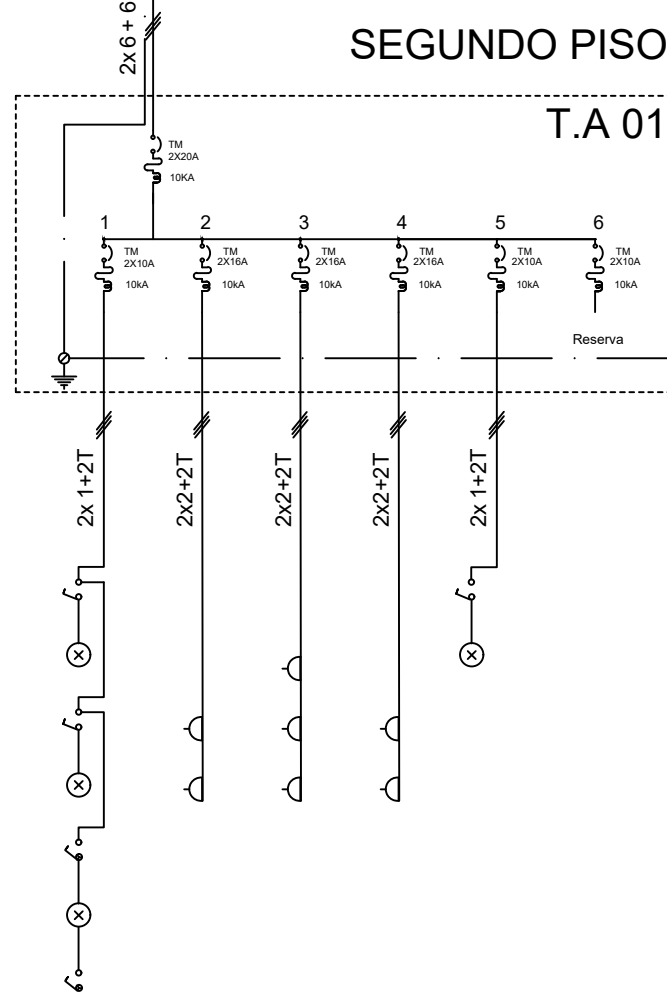 2x6 + 6
SEGUNDO PISO
T.A 01
TM
2X20A
10KA
1
2
3
4
5
6
TM
2X10A
10kA
TM
2X16A
10kA
TM
2X16A
10kA
TM
2X16A
10kA
TM
2X10A
10kA
TM
2X10A
10kA
Reserva
2x 1+2T
2x2+2T
2x2+2T
2x2+2T
2x 1+2T